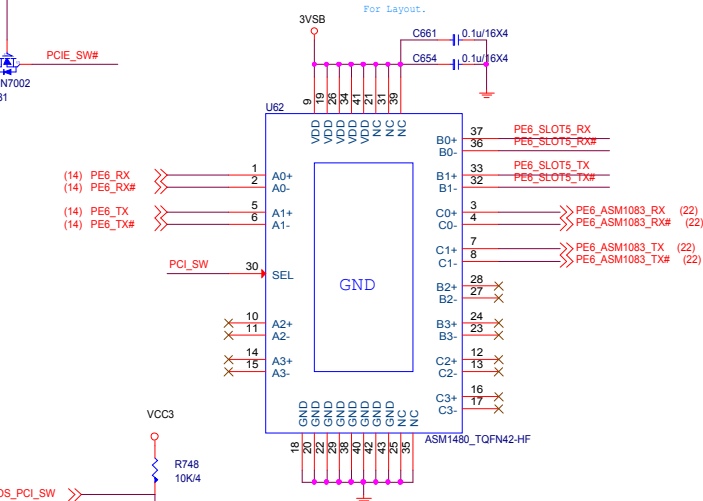 For Layout.
3VSB
C661 0.1u/16X4
C654 0.1u/16X4
PCIE_SW#
N7002
31
U62
9 19 26 34 41 21 31 39
VDD VDD VDD VDD VDD VDD NC NC NC
(14) PE6_RX 1 A0+
(14) PE6_RX# 2 A0-
(14) PE6_TX 5 A1+
(14) PE6_TX# 6 A1-
PCI_SW 30 SEL
10 A2+
11 A2-
14 A3+
15 A3-
GND
B0+ 37 PE6_SLOT5_RX
B0- 36 PE6_SLOT5_RX#
B1+ 33 PE6_SLOT5_TX
B1- 32 PE6_SLOT5_TX#
C0+ 3 PE6_ASM1083_RX (22)
C0- 4 PE6_ASM1083_RX# (22)
C1+ 7 PE6_ASM1083_TX (22)
C1- 8 PE6_ASM1083_TX# (22)
B2+ 28
B2- 27
B3+ 24
B3- 23
C2+ 12
C2- 13
C3+ 16
C3- 17
GND GND GND GND GND GND GND GND NC NC
18 20 22 29 38 40 42 43 25 35
ASM1480_TQFN42-HF
VCC3
R748
10K/4
OS_PCI_SW